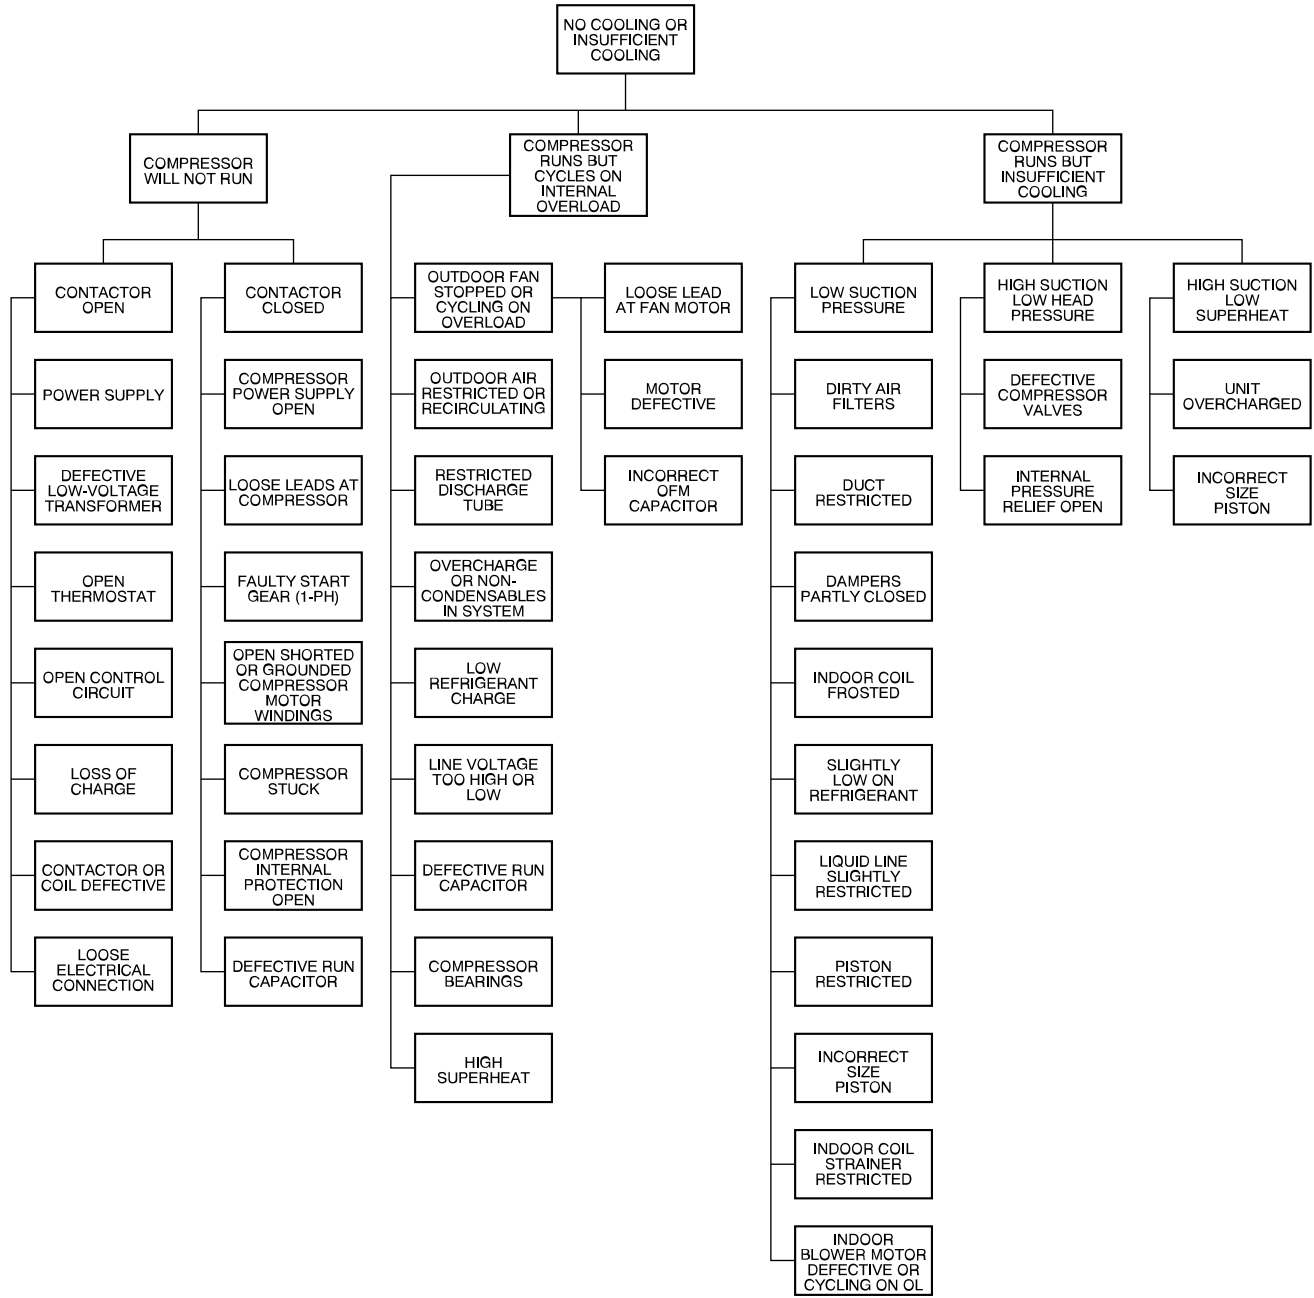 NO COOLING OR
INSUFFICIENT
COOLING
COMPRESSOR
WILL NOT RUN
COMPRESSOR
RUNS BUT
CYCLES ON
INTERNAL
OVERLOAD
COMPRESSOR
RUNS BUT
INSUFFICIENT
COOLING
CONTACTOR
OPEN
POWER SUPPLY
DEFECTIVE
LOW-VOLTAGE
TRANSFORMER
OPEN
THERMOSTAT
OPEN CONTROL
CIRCUIT
LOSS OF
CHARGE
CONTACTOR OR
COIL DEFECTIVE
LOOSE
ELECTRICAL
CONNECTION
CONTACTOR
CLOSED
COMPRESSOR
POWER SUPPLY
OPEN
LOOSE LEADS AT
COMPRESSOR
FAULTY START
GEAR (1-PH)
OPEN SHORTED
OR GROUNDED
COMPRESSOR
MOTOR
WINDINGS
COMPRESSOR
STUCK
COMPRESSOR
INTERNAL
PROTECTION
OPEN
DEFECTIVE RUN
CAPACITOR
OUTDOOR FAN
STOPPED OR
CYCLING ON
OVERLOAD
OUTDOOR AIR
RESTRICTED OR
RECIRCULATING
RESTRICTED
DISCHARGE
TUBE
OVERCHARGE
OR NON-
CONDENSABLES
IN SYSTEM
LOW
REFRIGERANT
CHARGE
LINE VOLTAGE
TOO HIGH OR
LOW
DEFECTIVE RUN
CAPACITOR
COMPRESSOR
BEARINGS
HIGH
SUPERHEAT
LOOSE LEAD
AT FAN MOTOR
MOTOR
DEFECTIVE
INCORRECT
OFM
CAPACITOR
LOW SUCTION
PRESSURE
DIRTY AIR
FILTERS
DUCT
RESTRICTED
DAMPERS
PARTLY CLOSED
INDOOR COIL
FROSTED
SLIGHTLY
LOW ON
REFRIGERANT
LIQUID LINE
SLIGHTLY
RESTRICTED
PISTON
RESTRICTED
INCORRECT
SIZE
PISTON
INDOOR COIL
STRAINER
RESTRICTED
INDOOR
BLOWER MOTOR
DEFECTIVE OR
CYCLING ON OL
HIGH SUCTION
LOW HEAD
PRESSURE
DEFECTIVE
COMPRESSOR
VALVES
INTERNAL
PRESSURE
RELIEF OPEN
HIGH SUCTION
LOW
SUPERHEAT
UNIT
OVERCHARGED
INCORRECT
SIZE
PISTON